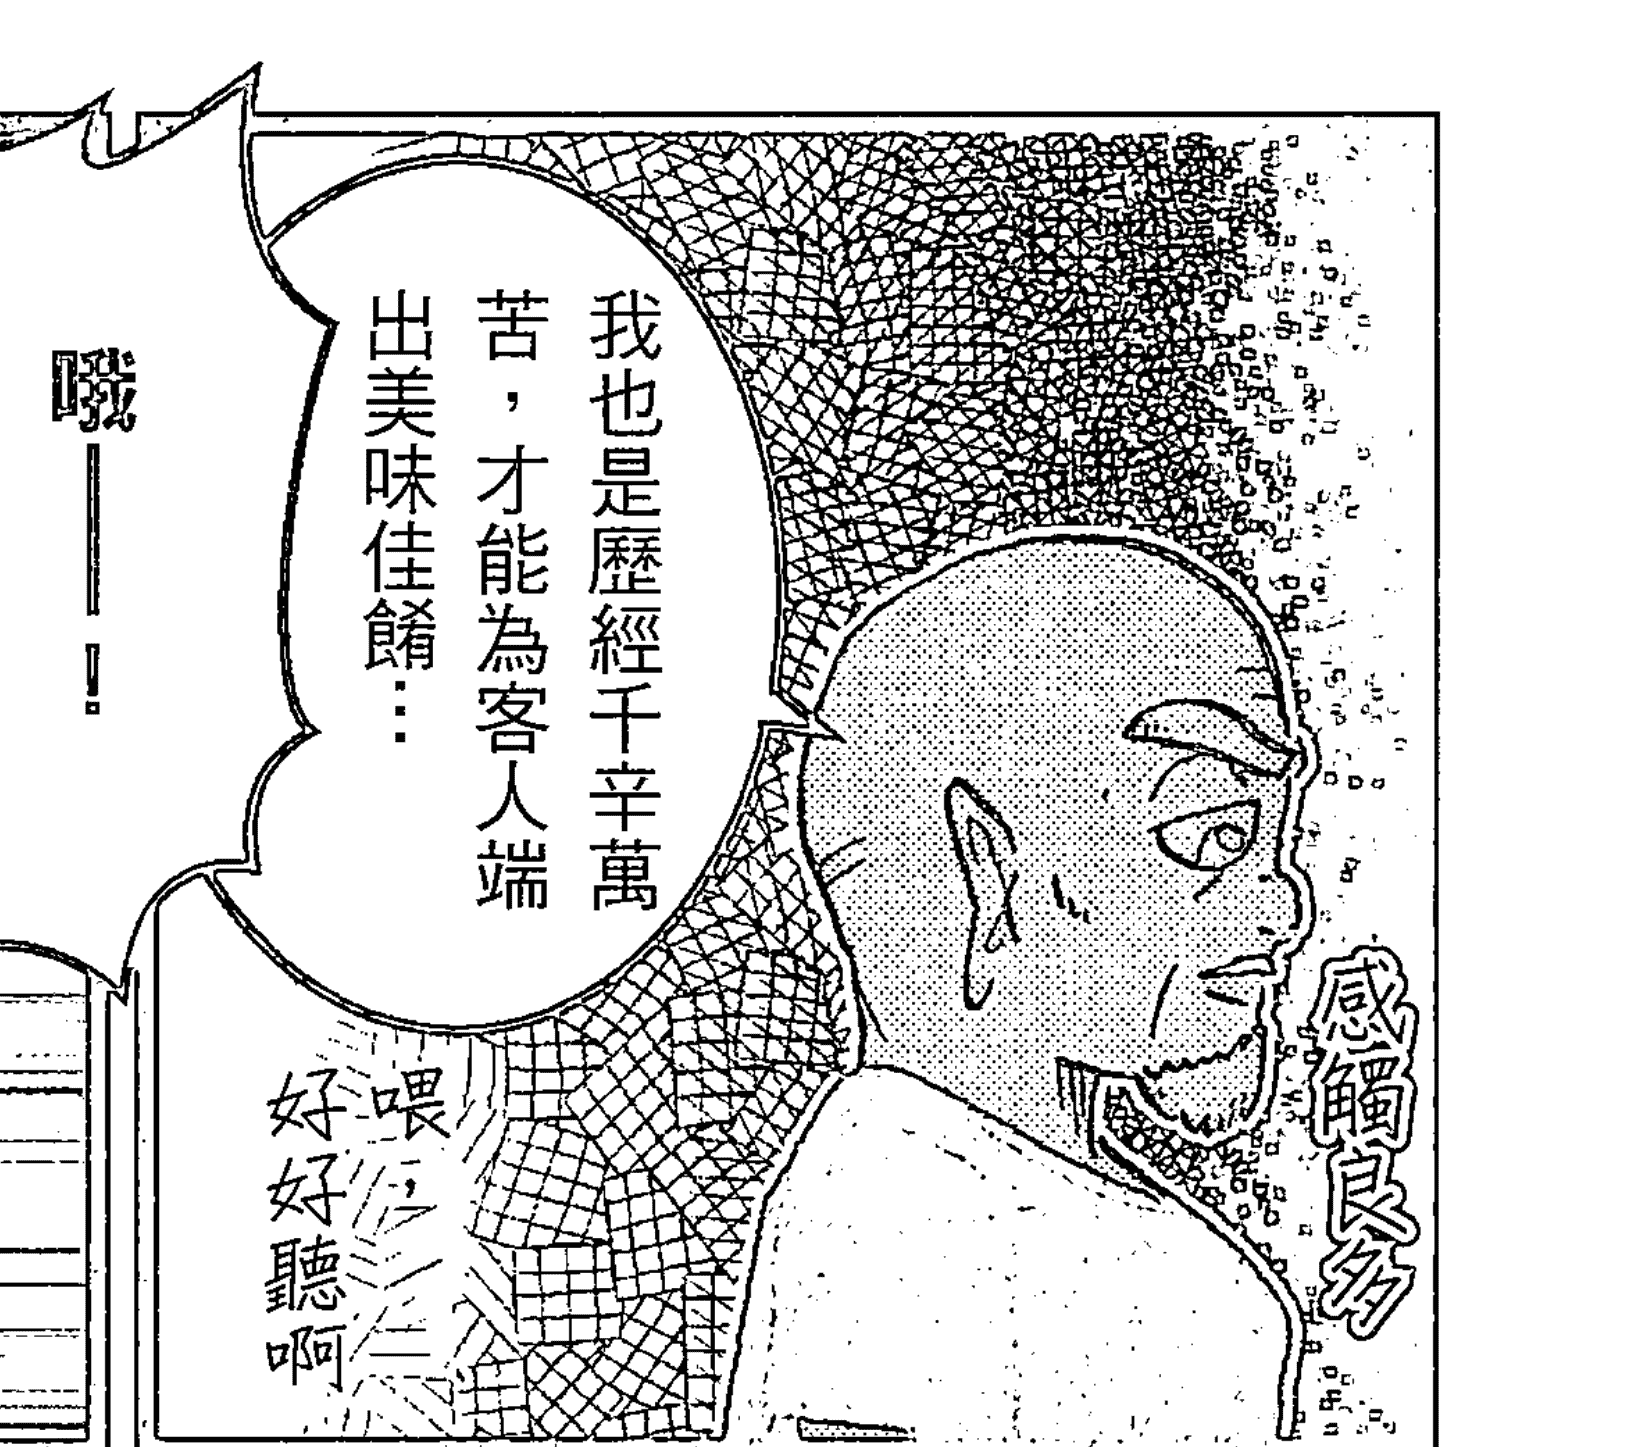 我也是歷經千辛萬
苦，才能為客人端
出美味佳餚…
感觸良多
喂，
好好聽啊
哦——！